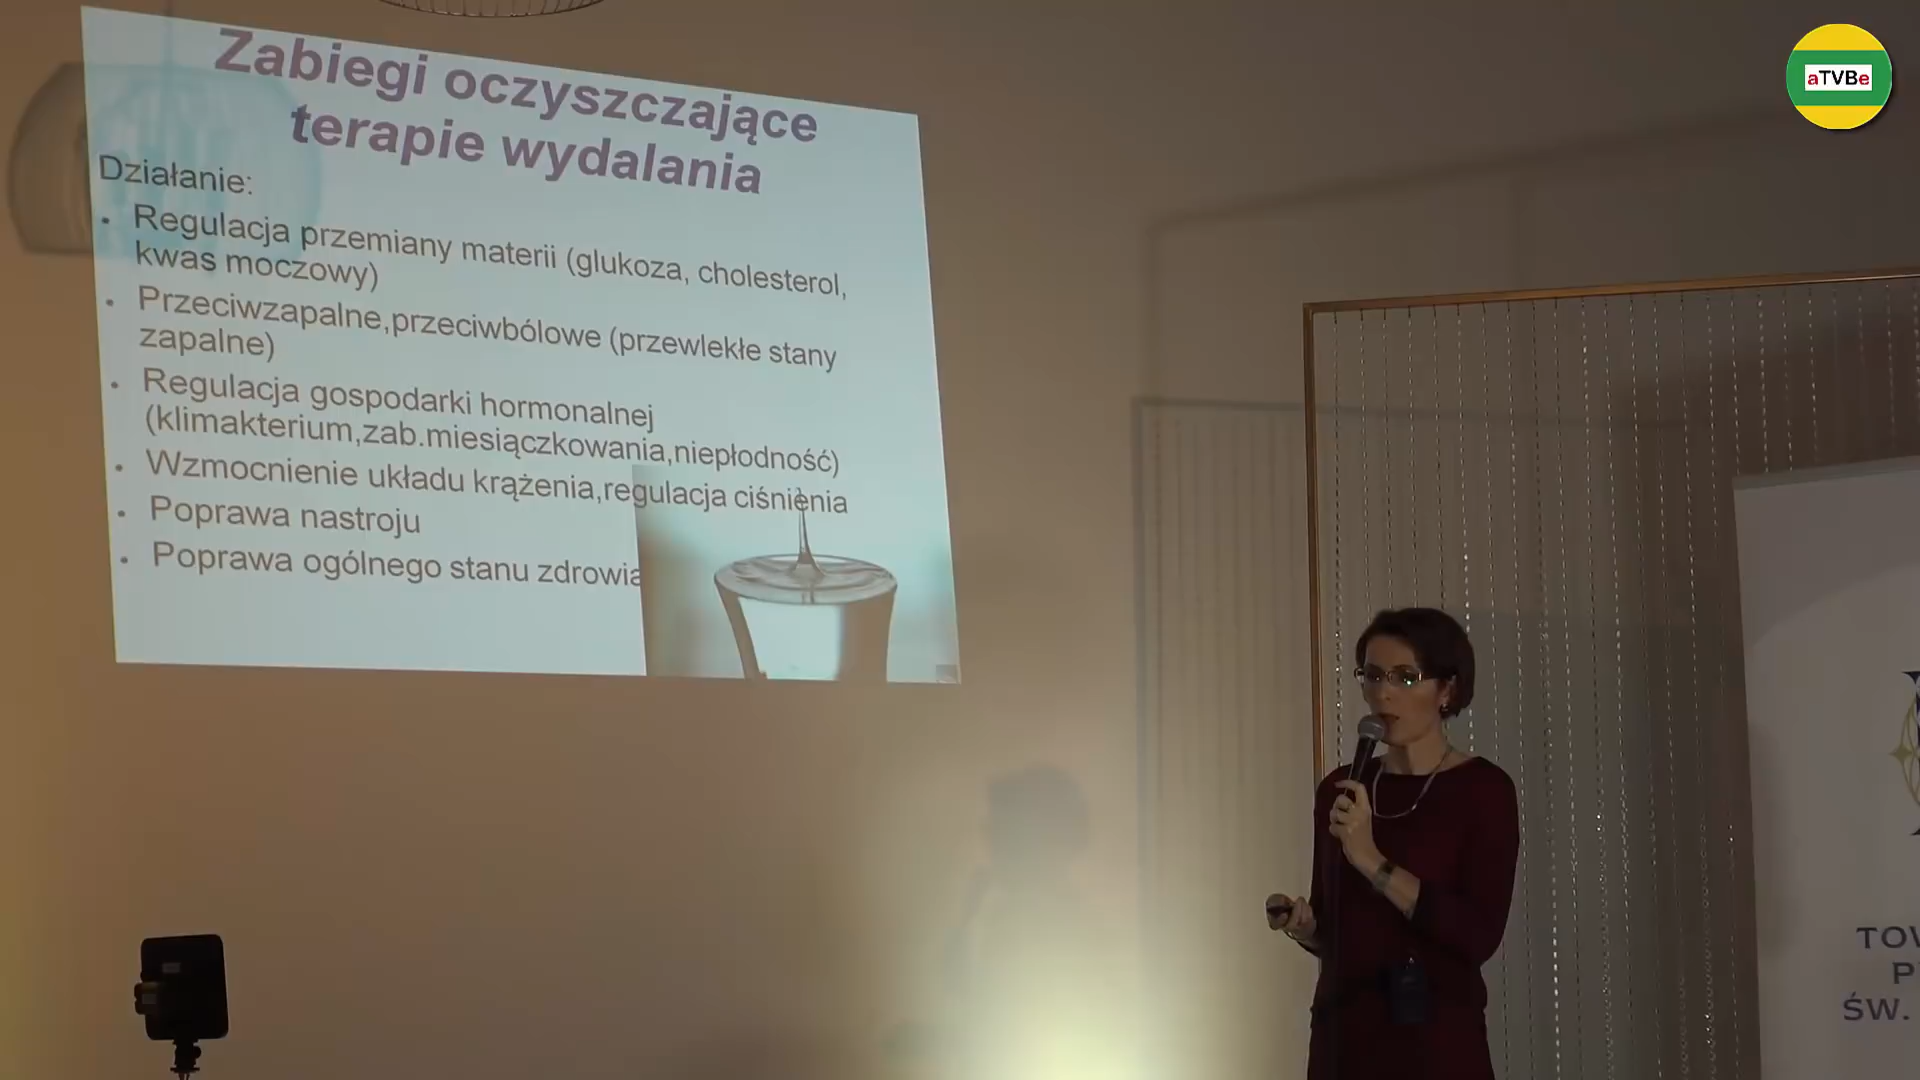 Zabiegi oczyszczające
terapie wydalania
Działanie:
• Regulacja przemiany materii (glukoza, cholesterol,
kwas moczowy)
• Przeciwzapalne,przeciwbólowe (przewlekłe stany
zapalne)
• Regulacja gospodarki hormonalnej
(klimakterium,zab.miesiączkowania,niepłodność)
• Wzmocnienie układu krążenia,regulacja ciśnienia
• Poprawa nastroju
• Poprawa ogólnego stanu zdrowia
aTVBe
ŚW.